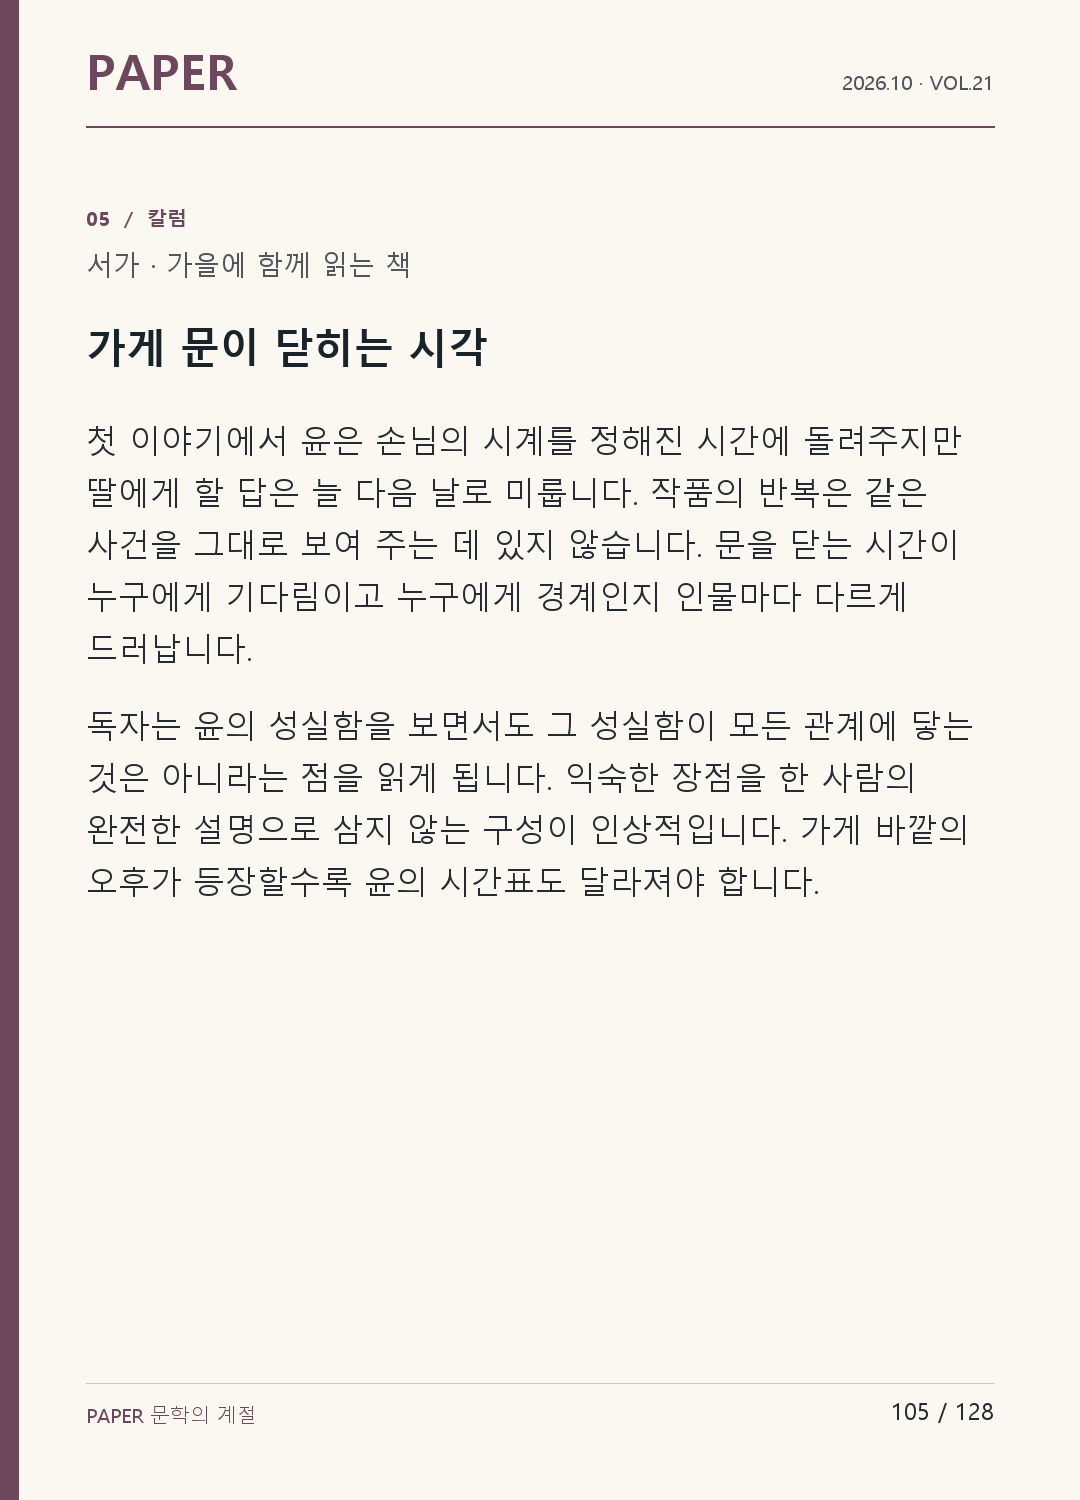 PAPER
2026.10 · VOL.21
05 / 칼럼
서가 · 가을에 함께 읽는 책
가게 문이 닫히는 시각
첫 이야기에서 윤은 손님의 시계를 정해진 시간에 돌려주지만
딸에게 할 답은 늘 다음 날로 미룹니다. 작품의 반복은 같은
사건을 그대로 보여 주는 데 있지 않습니다. 문을 닫는 시간이
누구에게 기다림이고 누구에게 경계인지 인물마다 다르게
드러납니다.
독자는 윤의 성실함을 보면서도 그 성실함이 모든 관계에 닿는
것은 아니라는 점을 읽게 됩니다. 익숙한 장점을 한 사람의
완전한 설명으로 삼지 않는 구성이 인상적입니다. 가게 바깥의
오후가 등장할수록 윤의 시간표도 달라져야 합니다.
PAPER 문학의 계절
105 / 128